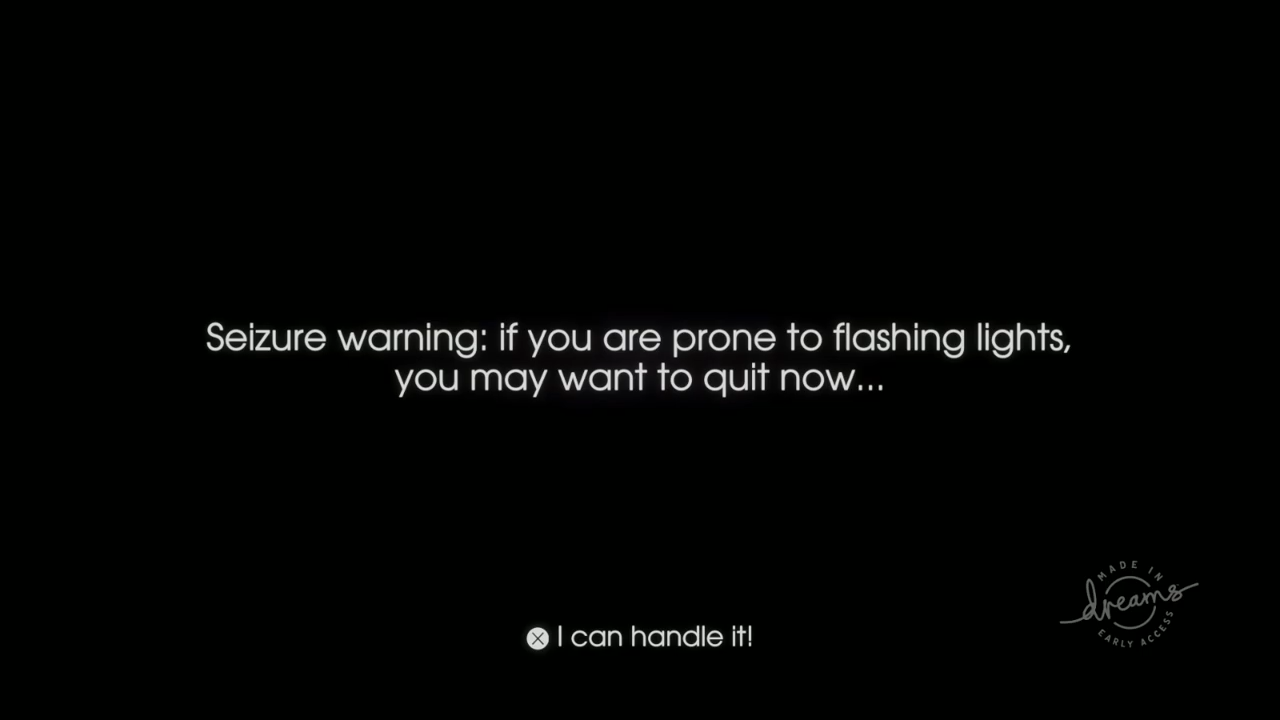 Seizure warning: if you are prone to flashing lights,
you may want to quit now...
MADE IN
dreams
EARLY ACCESS
I can handle it!